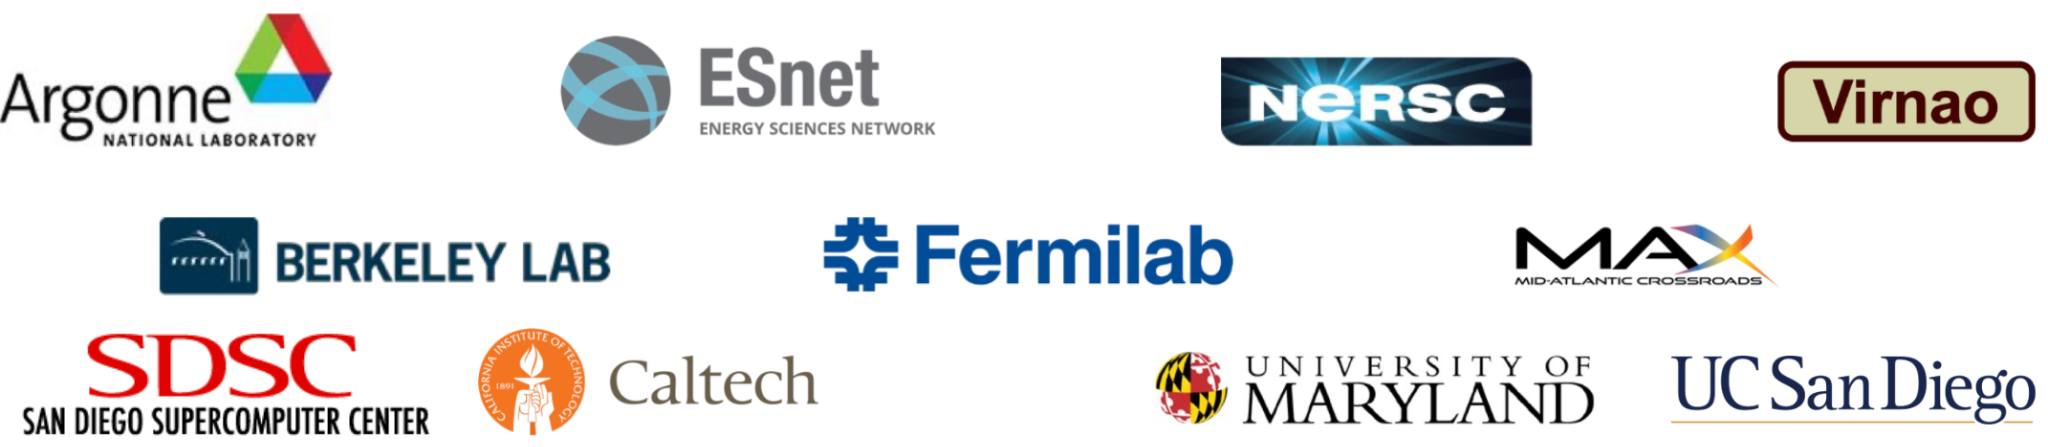 Argonne
NATIONAL LABORATORY
ESnet
ENERGY SCIENCES NETWORK
NERSC
Virnao
BERKELEY LAB
Fermilab
MAX
MID-ATLANTIC CROSSROADS
SDSC
SAN DIEGO SUPERCOMPUTER CENTER
CALIFORNIA INSTITUTE OF TECHNOLOGY
1891
Caltech
UNIVERSITY OF
MARYLAND
UC San Diego